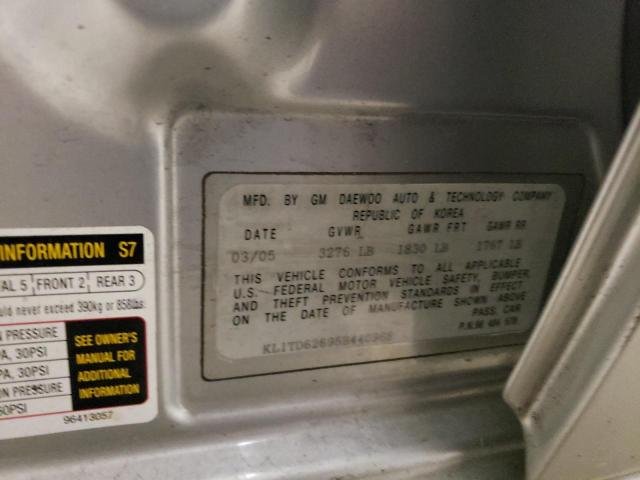 INFORMATION S7
AL 5 FRONT 2 REAR 3
uld never exceed 390kg or 858lbs.
N PRESSURE
PA, 30PSI
PA, 30PSI
ON PRESSURE
60PSI
SEE OWNER'S
MANUAL FOR
ADDITIONAL
INFORMATION
96413057
MFD. BY GM DAEWOO AUTO & TECHNOLOGY COMPANY
REPUBLIC OF KOREA
DATE GVWR GAWR FRT GAWR RR
03/05 3276 LB 1830 LB 1767 LB
THIS VEHICLE CONFORMS TO ALL APPLICABLE
U.S. FEDERAL MOTOR VEHICLE SAFETY, BUMPER,
AND THEFT PREVENTION STANDARDS IN EFFECT
ON THE DATE OF MANUFACTURE SHOWN ABOVE
PASS. CAR
P.N.96